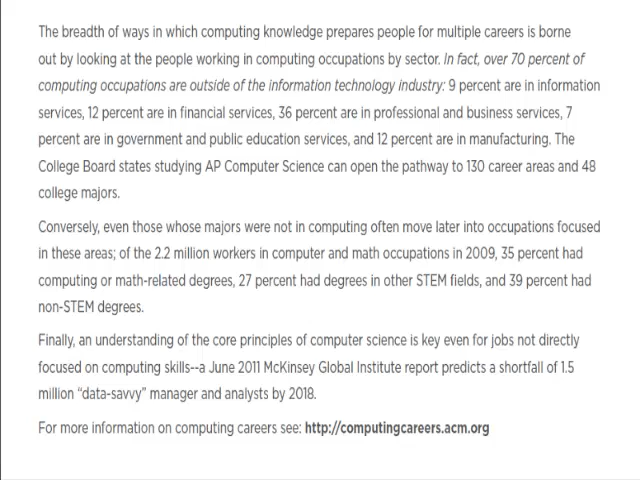 The breadth of ways in which computing knowledge prepares people for multiple careers is borne
out by looking at the people working in computing occupations by sector. In fact, over 70 percent of
computing occupations are outside of the information technology industry: 9 percent are in information
services, 12 percent are in financial services, 36 percent are in professional and business services, 7
percent are in government and public education services, and 12 percent are in manufacturing. The
College Board states studying AP Computer Science can open the pathway to 130 career areas and 48
college majors.
Conversely, even those whose majors were not in computing often move later into occupations focused
in these areas; of the 2.2 million workers in computer and math occupations in 2009, 35 percent had
computing or math-related degrees, 27 percent had degrees in other STEM fields, and 39 percent had
non-STEM degrees.
Finally, an understanding of the core principles of computer science is key even for jobs not directly
focused on computing skills--a June 2011 McKinsey Global Institute report predicts a shortfall of 1.5
million “data-savvy” manager and analysts by 2018.
For more information on computing careers see: http://computingcareers.acm.org